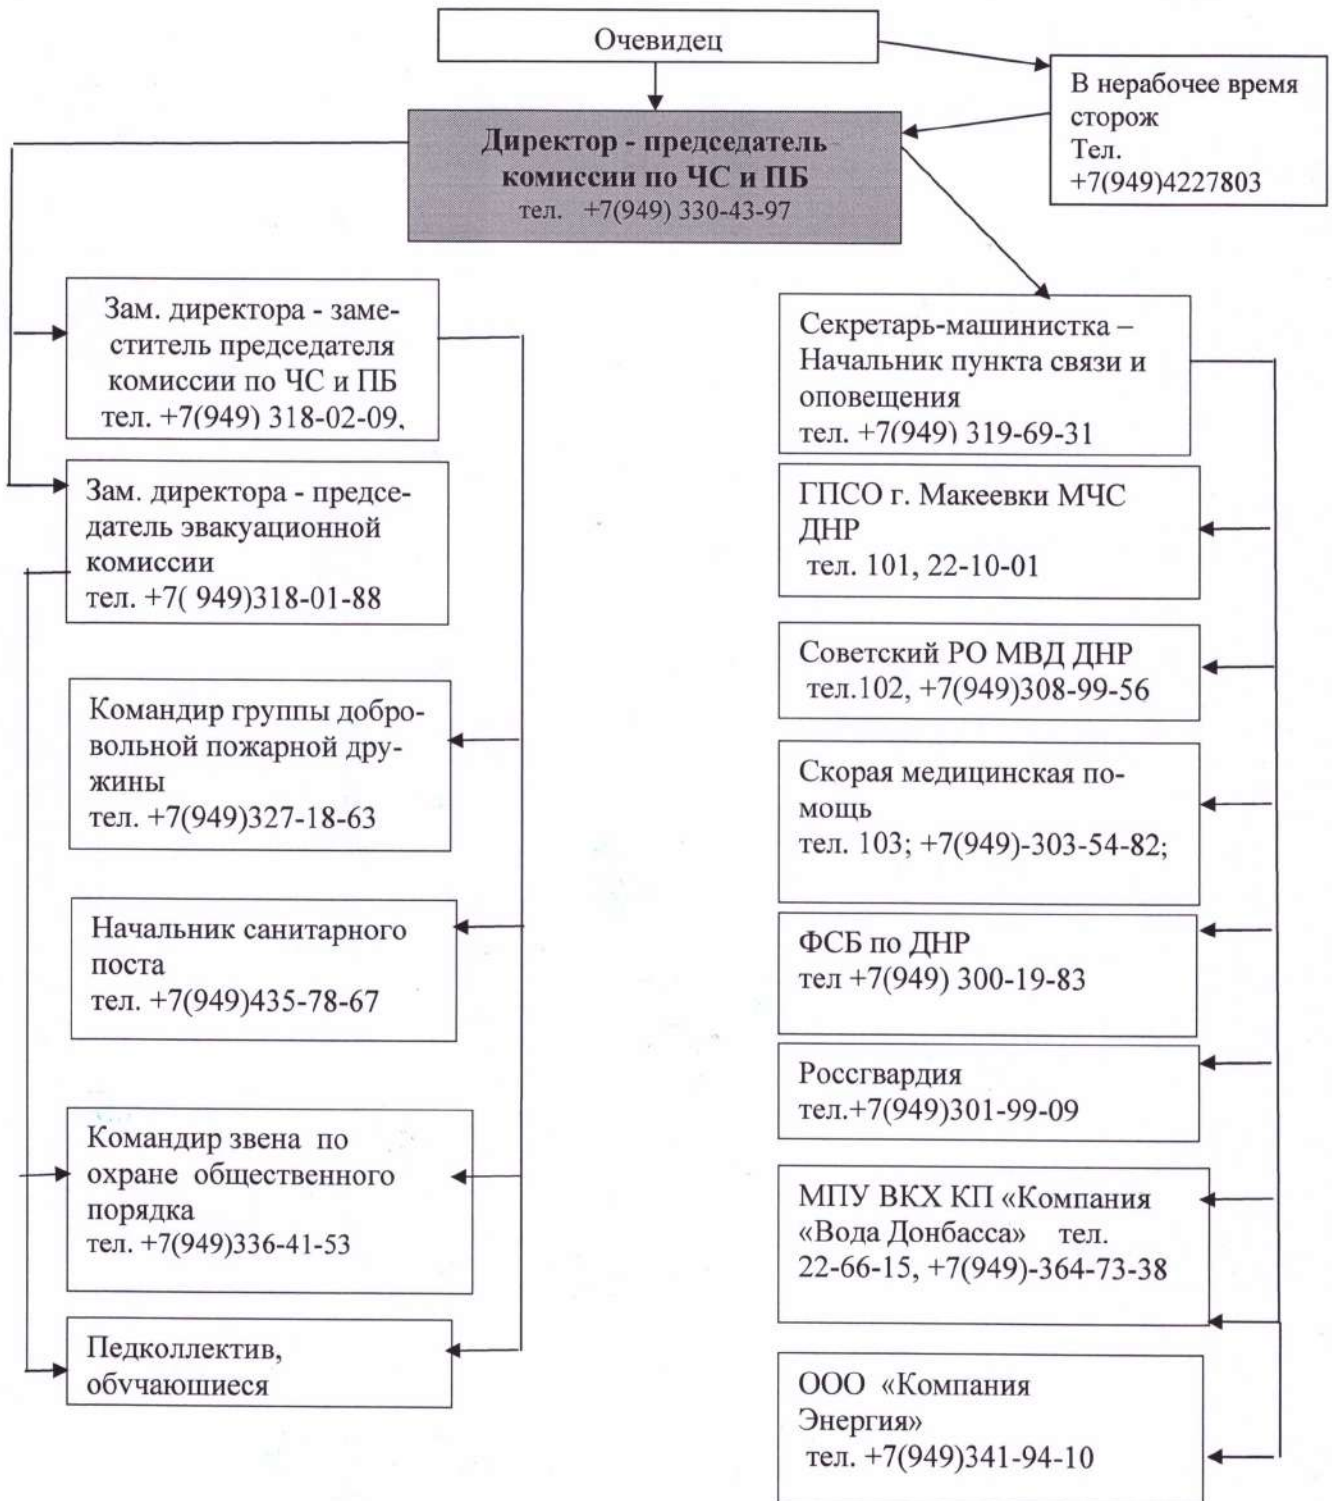 Очевидец
В нерабочее время
сторож
Тел.
+7(949)4227803
Директор - председатель
комиссии по ЧС и ПБ
тел. +7(949) 330-43-97
Зам. директора - заме-
ститель председателя
комиссии по ЧС и ПБ
тел. +7(949) 318-02-09,
Зам. директора - предсе-
датель эвакуационной
комиссии
тел. +7( 949)318-01-88
Командир группы добро-
вольной пожарной дру-
жины
тел. +7(949)327-18-63
Начальник санитарного
поста
тел. +7(949)435-78-67
Командир звена по
охране общественного
порядка
тел. +7(949)336-41-53
Педколлектив,
обучающиеся
Секретарь-машинистка –
Начальник пункта связи и
оповещения
тел. +7(949) 319-69-31
ГПСО г. Макеевки МЧС
ДНР
тел. 101, 22-10-01
Советский РО МВД ДНР
тел.102, +7(949)308-99-56
Скорая медицинская по-
мощь
тел. 103; +7(949)-303-54-82;
ФСБ по ДНР
тел +7(949) 300-19-83
Россгвардия
тел.+7(949)301-99-09
МПУ ВКХ КП «Компания
«Вода Донбасса» тел.
22-66-15, +7(949)-364-73-38
ООО «Компания
Энергия»
тел. +7(949)341-94-10